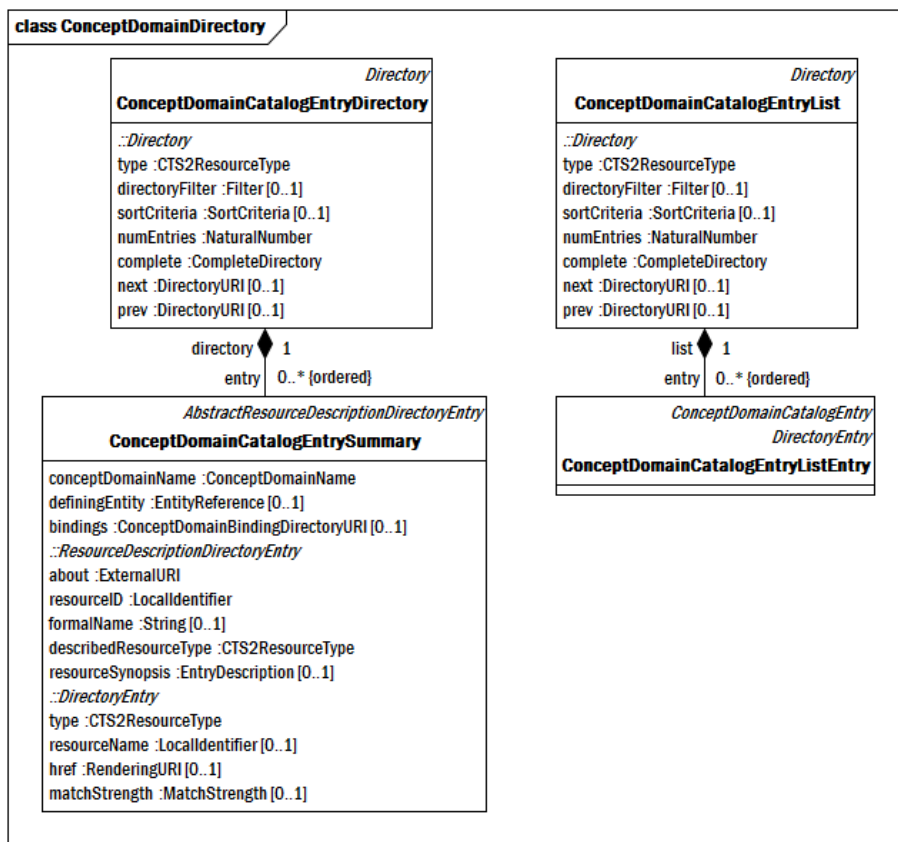 class ConceptDomainDirectory
Directory
ConceptDomainCatalogEntryDirectory
::Directory
type :CTS2ResourceType
directoryFilter :Filter [0..1]
sortCriteria :SortCriteria [0..1]
numEntries :NaturalNumber
complete :CompleteDirectory
next :DirectoryURI [0..1]
prev :DirectoryURI [0..1]
directory 1
entry 0..* {ordered}
AbstractResourceDescriptionDirectoryEntry
ConceptDomainCatalogEntrySummary
conceptDomainName :ConceptDomainName
definingEntity :EntityReference [0..1]
bindings :ConceptDomainBindingDirectoryURI [0..1]
::ResourceDescriptionDirectoryEntry
about :ExternalURI
resourceID :LocalIdentifier
formalName :String [0..1]
describedResourceType :CTS2ResourceType
resourceSynopsis :EntryDescription [0..1]
::DirectoryEntry
type :CTS2ResourceType
resourceName :LocalIdentifier [0..1]
href :RenderingURI [0..1]
matchStrength :MatchStrength [0..1]
Directory
ConceptDomainCatalogEntryList
::Directory
type :CTS2ResourceType
directoryFilter :Filter [0..1]
sortCriteria :SortCriteria [0..1]
numEntries :NaturalNumber
complete :CompleteDirectory
next :DirectoryURI [0..1]
prev :DirectoryURI [0..1]
list 1
entry 0..* {ordered}
ConceptDomainCatalogEntry
DirectoryEntry
ConceptDomainCatalogEntryListEntry